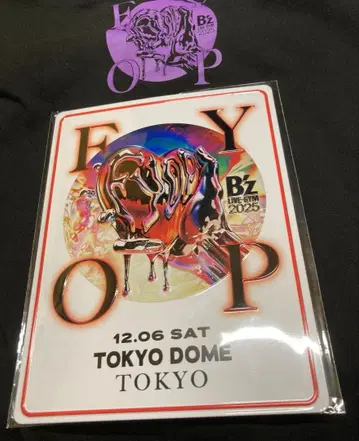 F Y
B'z
O P
F Y
B'z
LIVE-GYM
2025
O P
12.06 SAT
TOKYO DOME
TOKYO